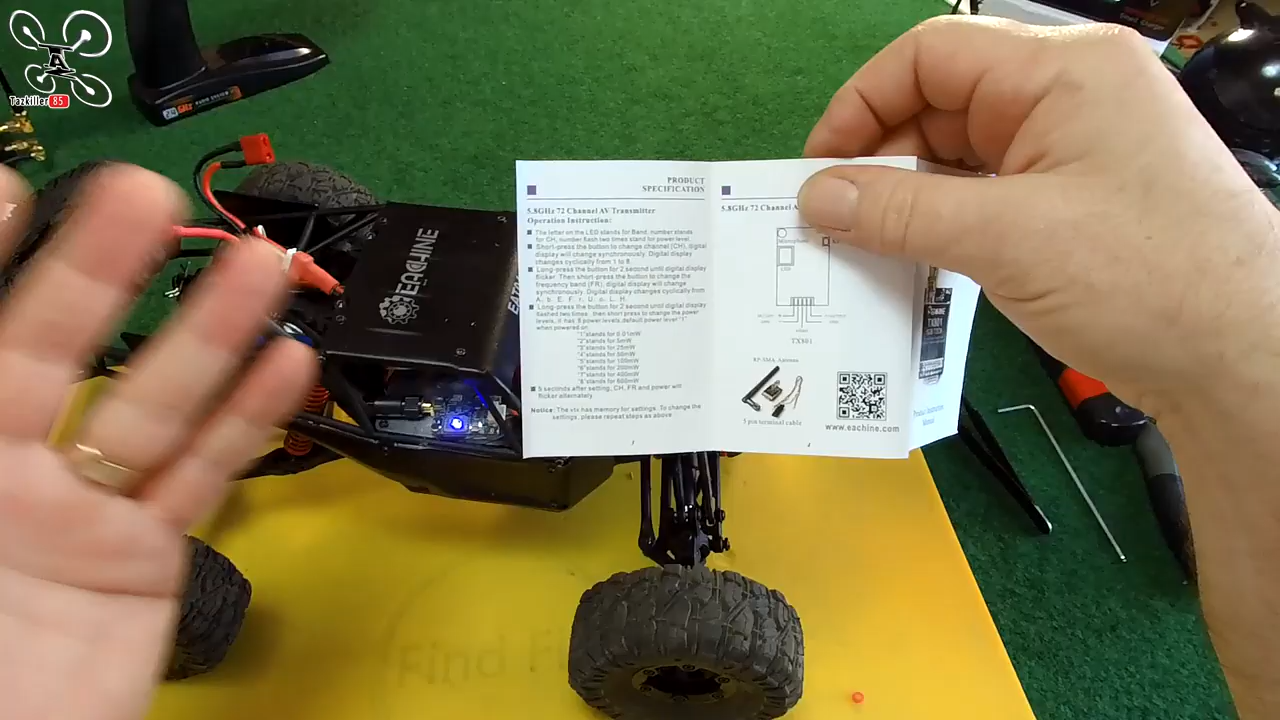 Tazkiller 85
EACHINE
PRODUCT
SPECIFICATION
5.8GHz 72 Channel AV Transmitter
Operation Instruction:
The letter on the LED stands for Band, number stands
for CH, number flash two times stand for power level.
Short-press the button to change channel (CH), digital
display will change synchronously. Digital display
changes cyclically from 1 to 8.
Long-press the button for 2 second until digital display
flicker. Then short-press the button to change the
frequency band (FR), digital display will change
synchronously. Digital display changes cyclically from
A, b, E, F, r, U, o, L, H.
Long-press the button for 2 second until digital display
flashed two times, then short press to change the power
levels, it has 8 power levels, default power level "1"
when powered on.
"1" stands for 0.01mW
"2" stands for 5mW
"3" stands for 25mW
"4" stands for 50mW
"5" stands for 100mW
"6" stands for 200mW
"7" stands for 400mW
"8" stands for 600mW
5 seconds after setting, CH, FR and power will
flicker alternately.
Notice: The vtx has memory for settings. To change the
settings, please repeat steps as above
5.8GHz 72 Channel A
Microphone
TX801
RP-SMA, Antenna
5 pin terminal cable
www.eachine.com
4
TX801
Product Instruction
Manual
Find